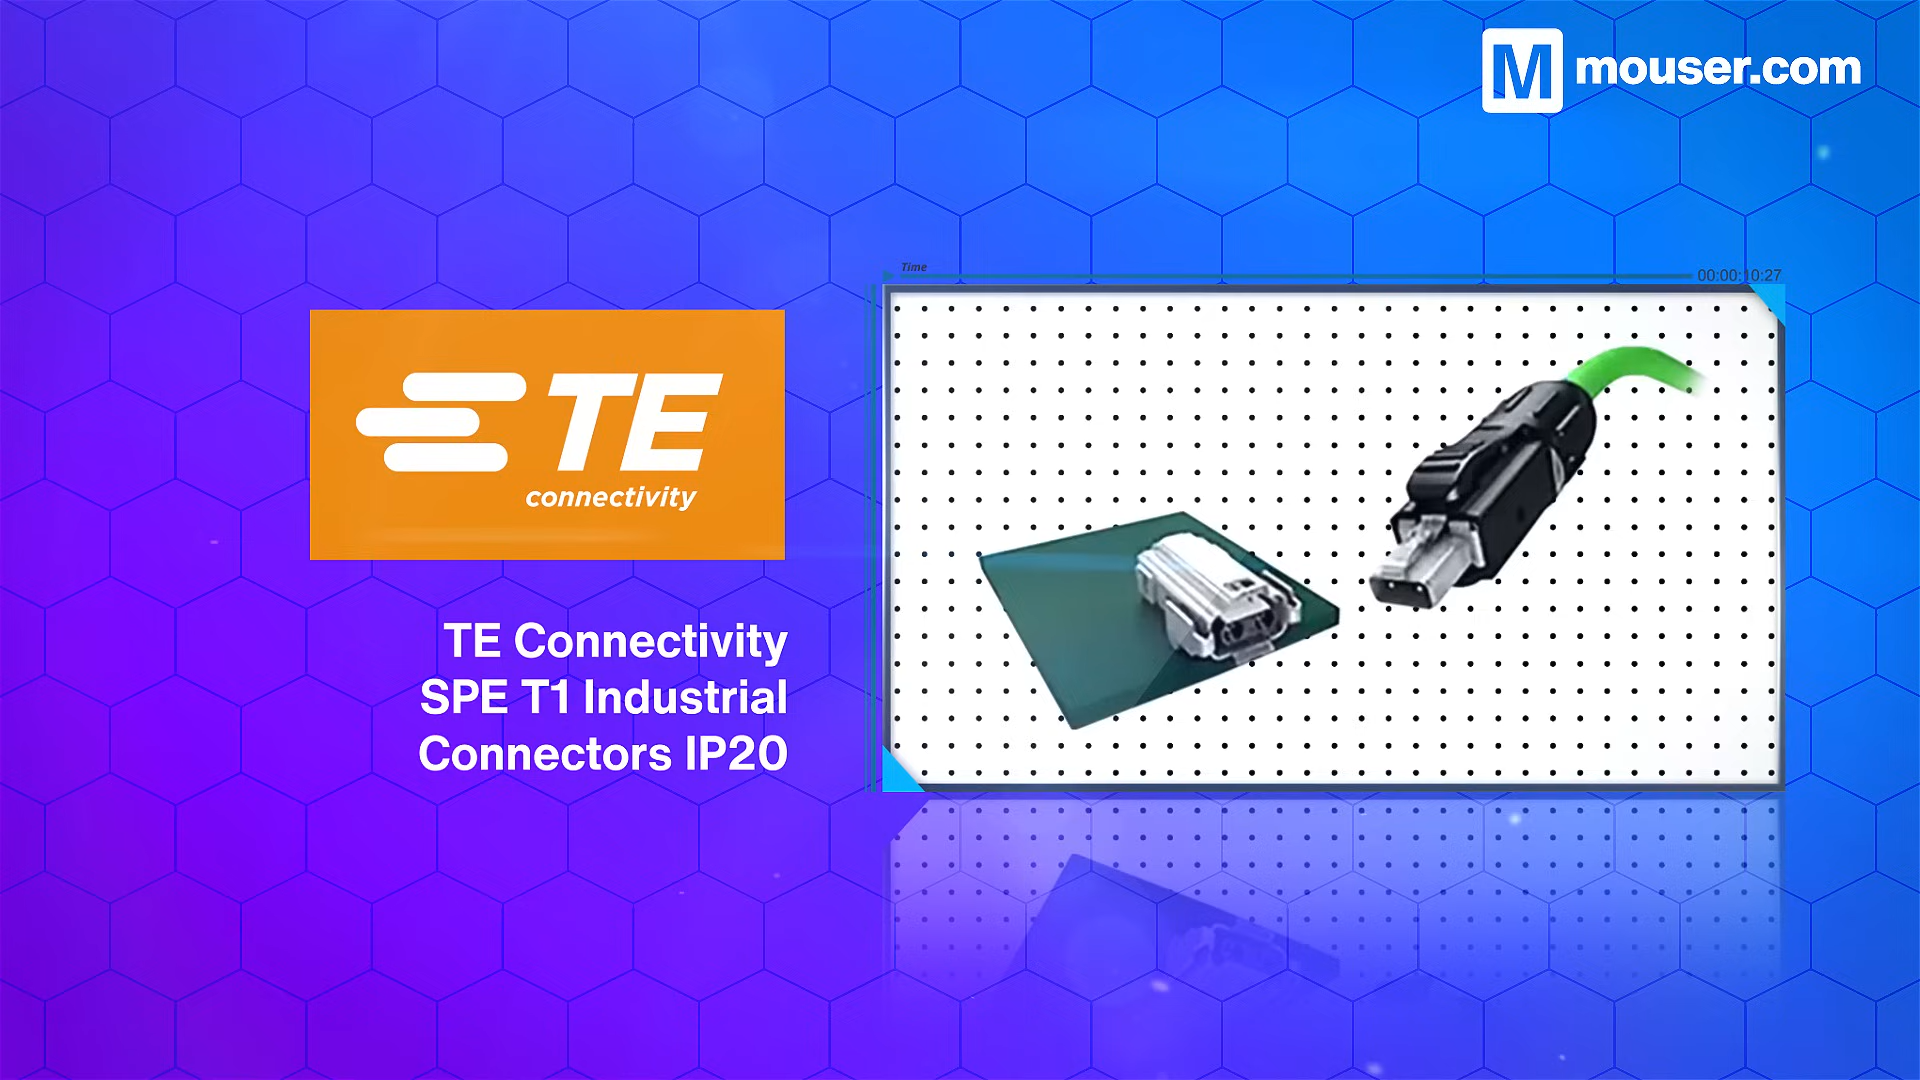 M mouser.com
Time
00:00:10:27
TE
connectivity
TE Connectivity
SPE T1 Industrial
Connectors IP20